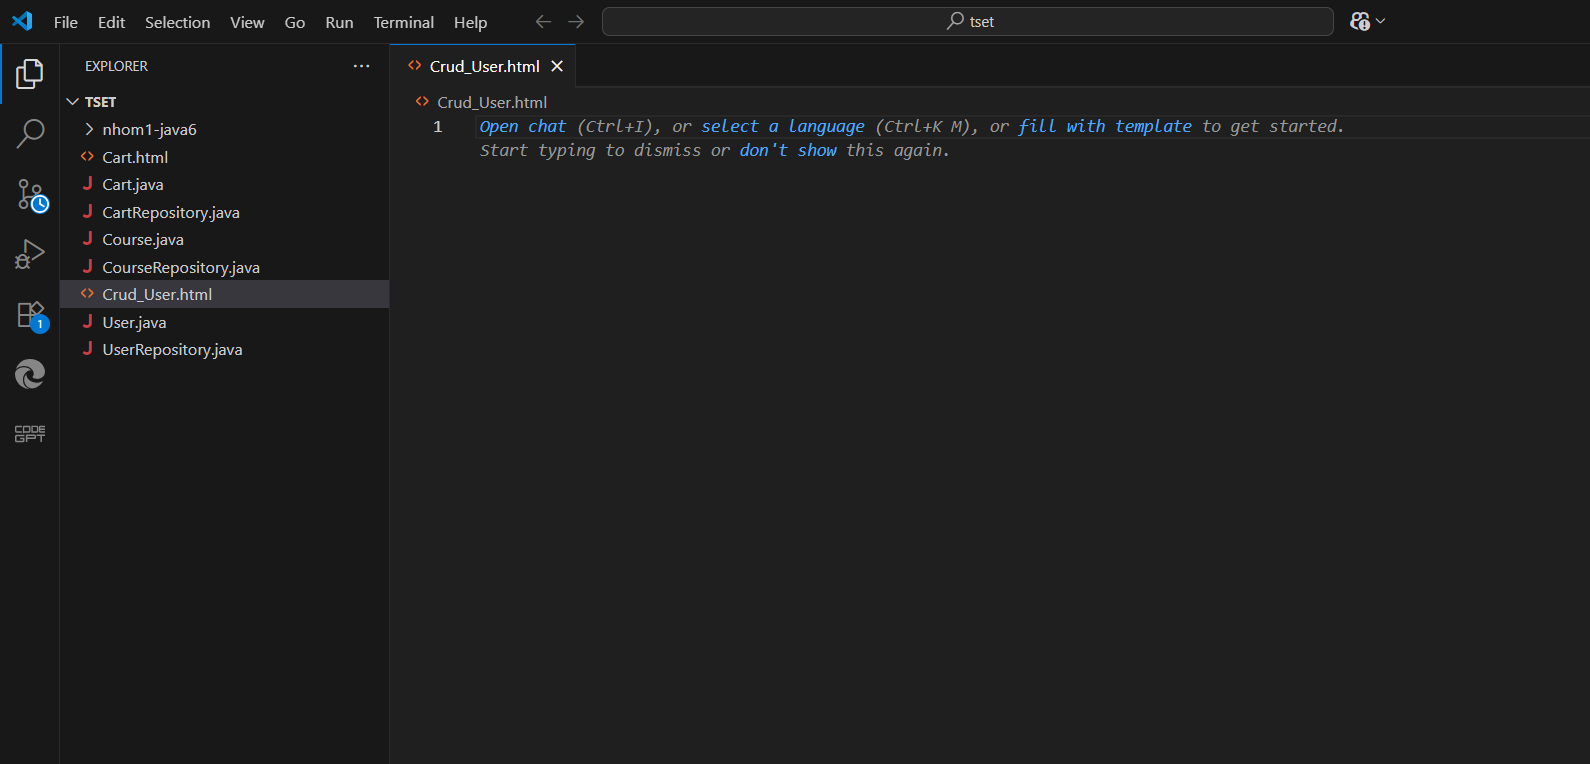 File Edit Selection View Go Run Terminal Help
tset
EXPLORER
TSET
nhom1-java6
Cart.html
Cart.java
CartRepository.java
Course.java
CourseRepository.java
Crud_User.html
User.java
UserRepository.java
1
CODE
GPT
Crud_User.html
Crud_User.html
1
Open chat (Ctrl+I), or select a language (Ctrl+K M), or fill with template to get started.
Start typing to dismiss or don't show this again.